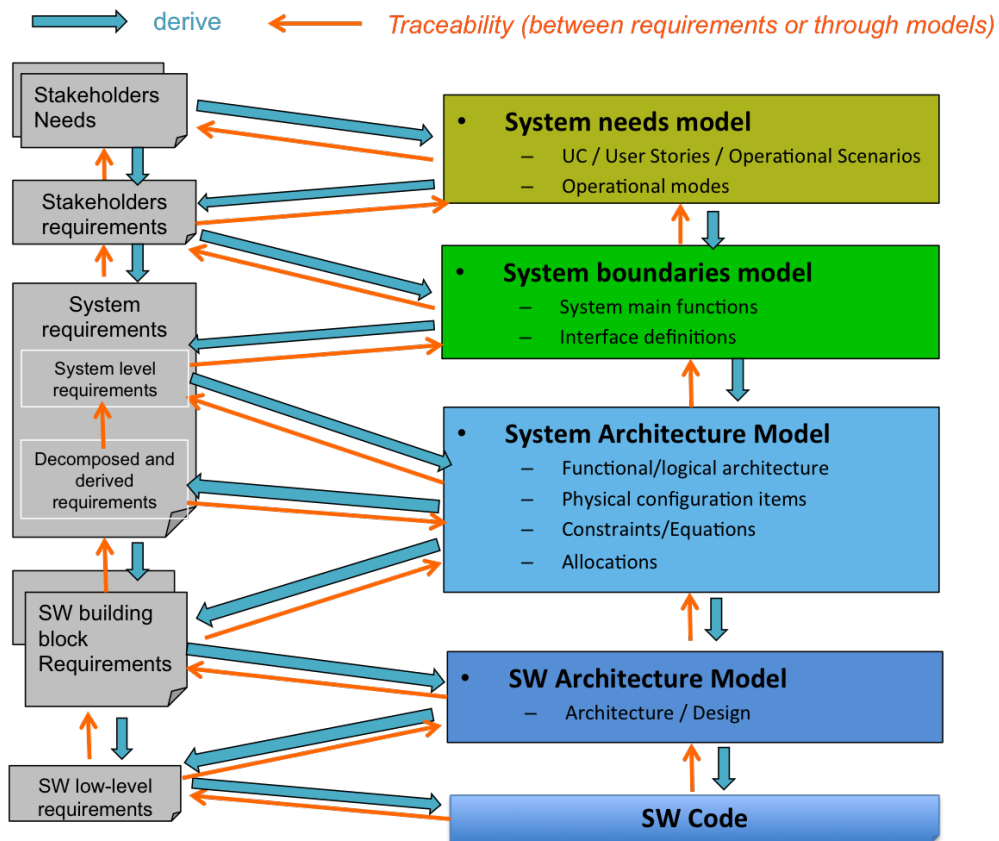 derive
Traceability (between requirements or through models)
Stakeholders
Needs
Stakeholders
requirements
System
requirements
System level
requirements
Decomposed and
derived
requirements
SW building
block
Requirements
SW low-level
requirements
• System needs model
– UC / User Stories / Operational Scenarios
– Operational modes
• System boundaries model
– System main functions
– Interface definitions
• System Architecture Model
– Functional/logical architecture
– Physical configuration items
– Constraints/Equations
– Allocations
• SW Architecture Model
– Architecture / Design
SW Code